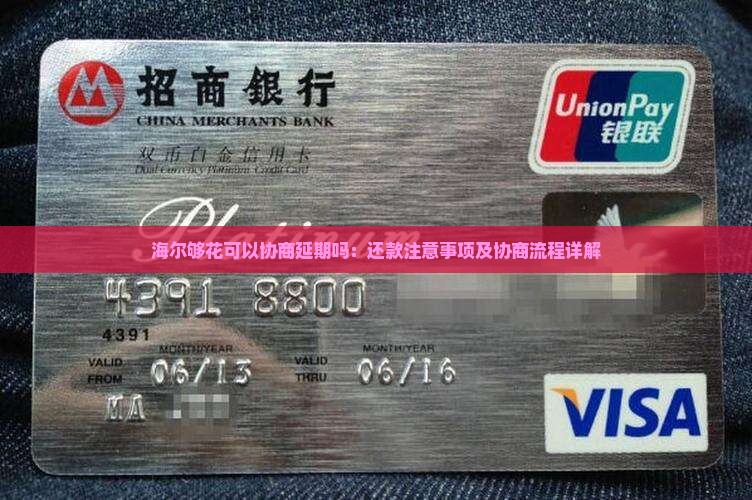 招商銀行
CHINA MERCHANTS BANK
双币白金信用卡
Dual Currency Platinum Credit Card
UnionPay
银联
Platinum
海尔够花可以协商延期吗：还款注意事项及协商流程详解
4391 8800
4391
MONTH/YEAR MONTH/YEAR
VALID FROM 06/13 VALID THRU 06/16
MA
VISA